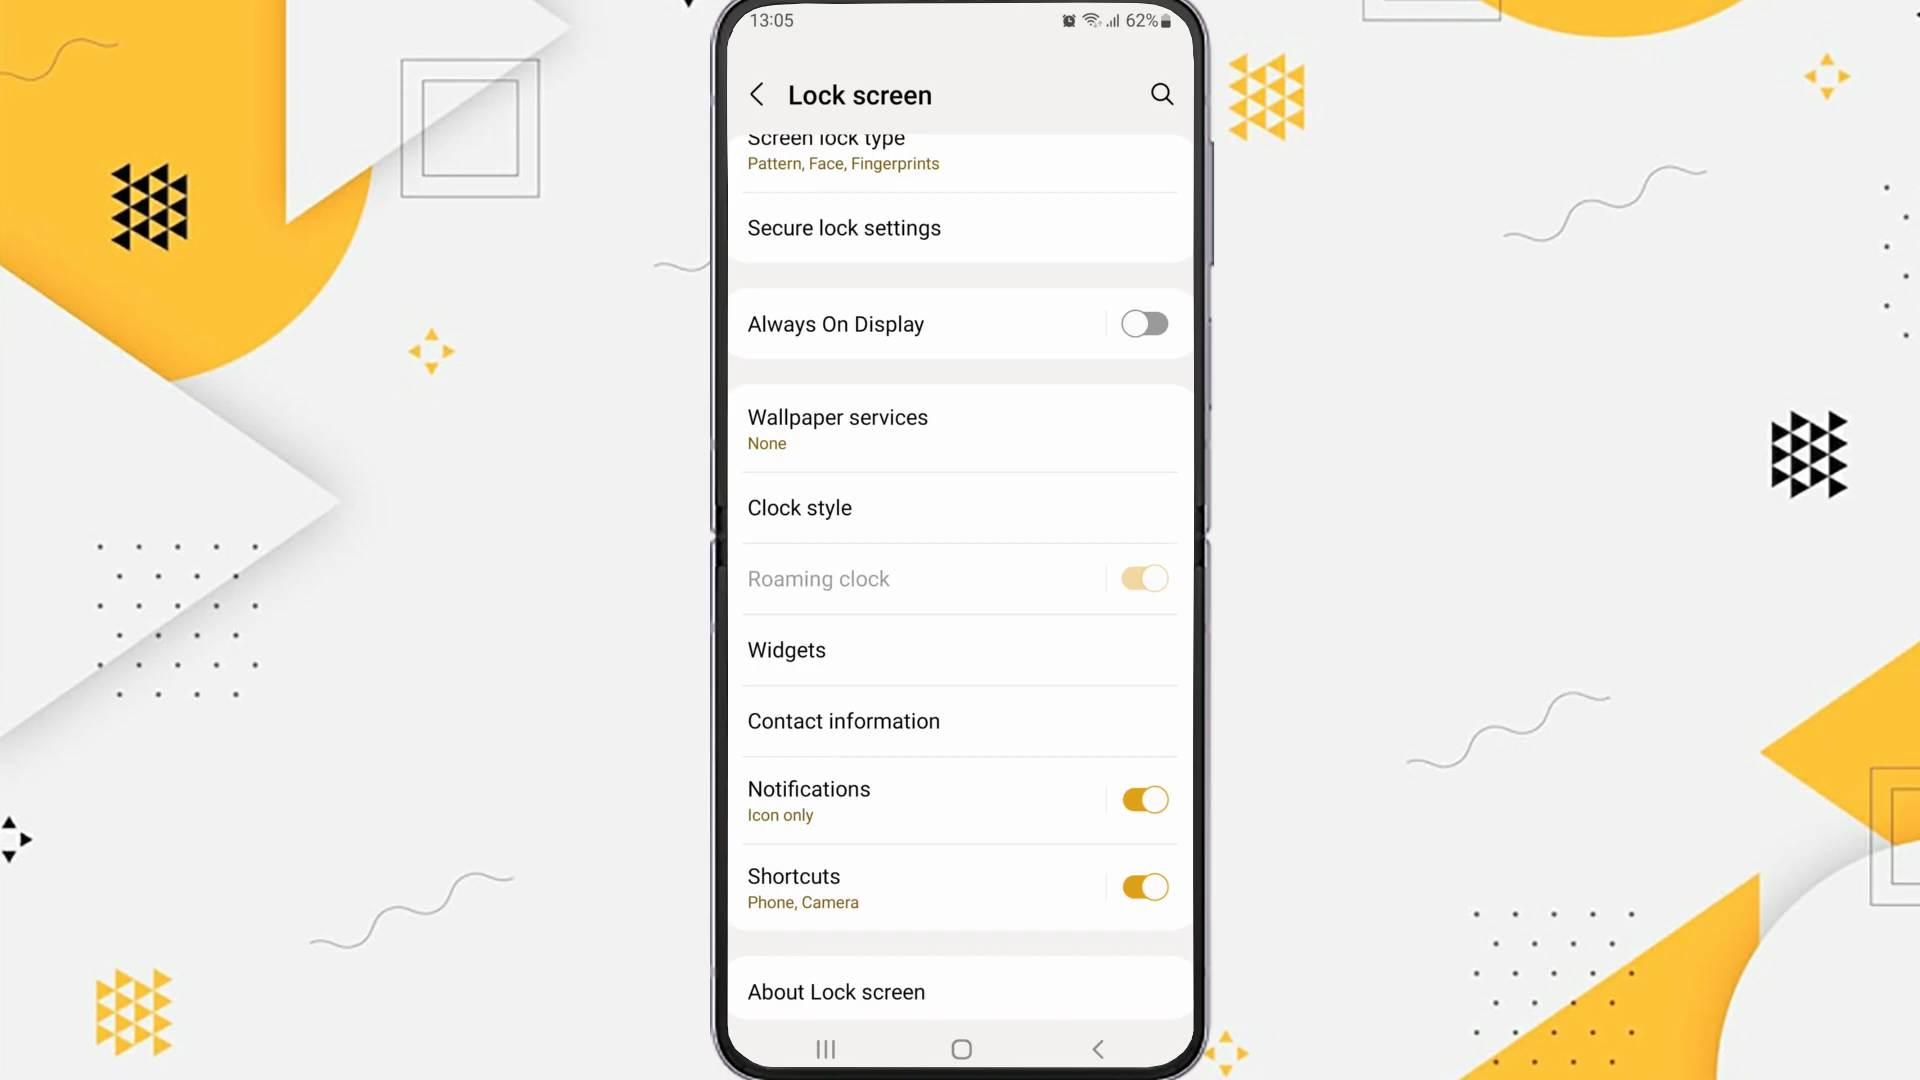 13:05
62%
Lock screen
Screen lock type
Pattern, Face, Fingerprints
Secure lock settings
Always On Display
Wallpaper services
None
Clock style
Roaming clock
Widgets
Contact information
Notifications
Icon only
Shortcuts
Phone, Camera
About Lock screen